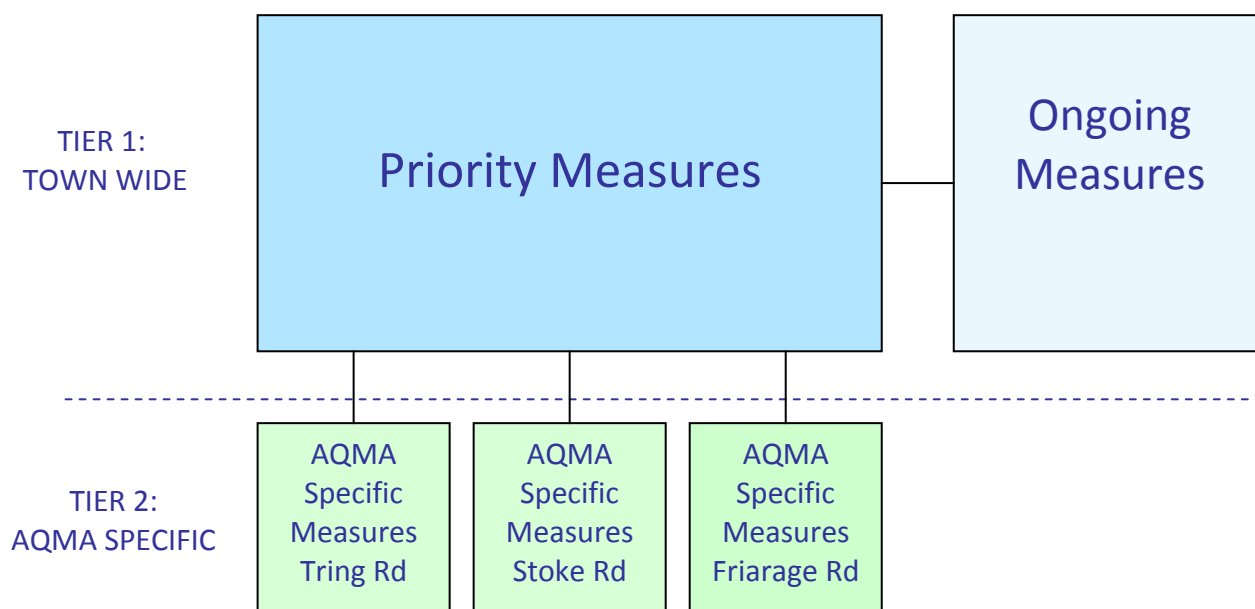 TIER 1:
TOWN WIDE
Priority Measures
Ongoing
Measures
TIER 2:
AQMA SPECIFIC
AQMA
Specific
Measures
Tring Rd
AQMA
Specific
Measures
Stoke Rd
AQMA
Specific
Measures
Friarage Rd